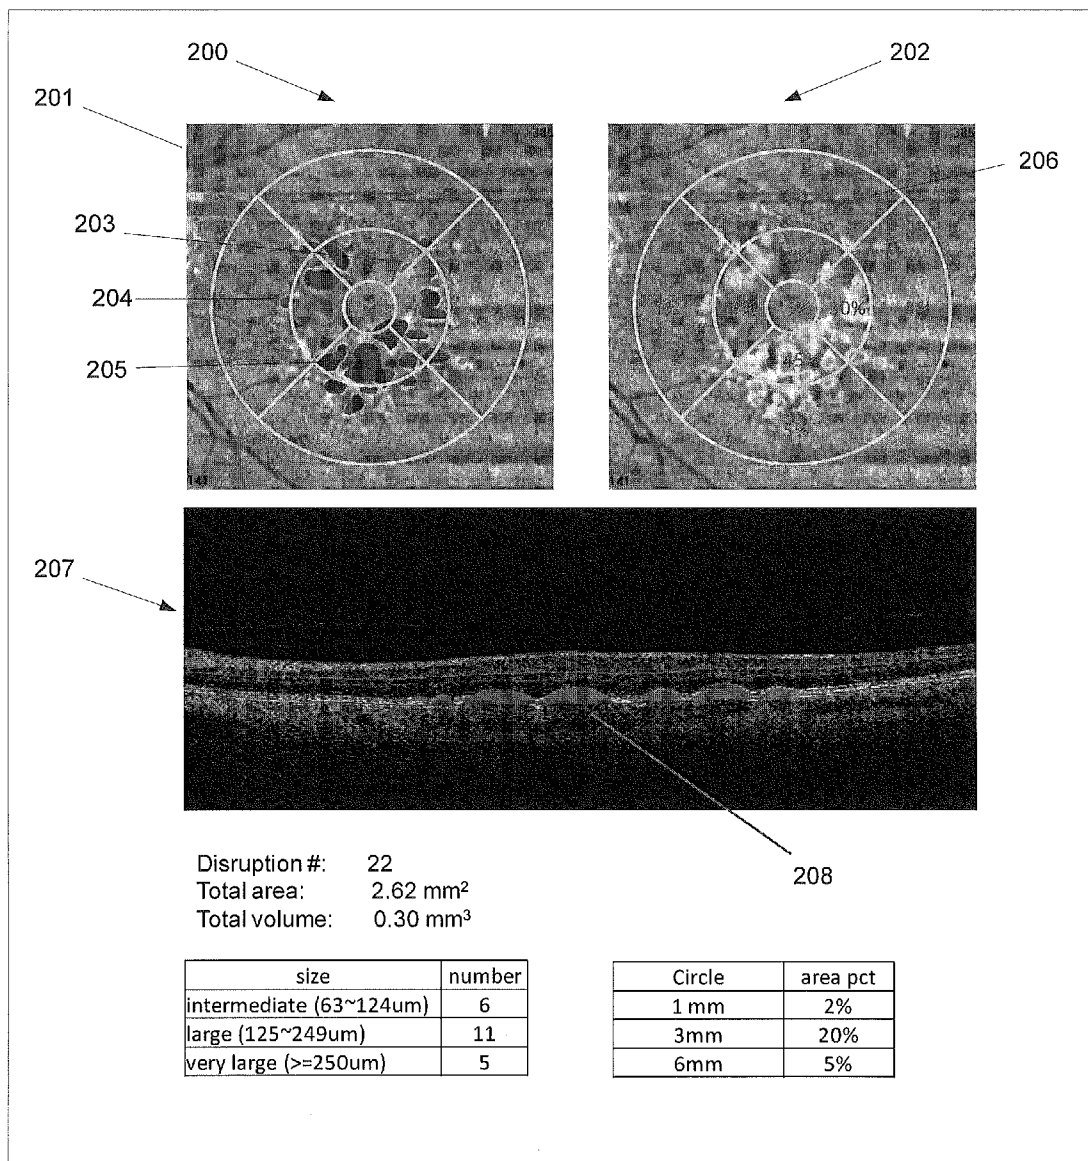 200
202
201
206
203
204
205
0%
207
208
Disruption #: 22
Total area: 2.62 mm²
Total volume: 0.30 mm³
size number
intermediate (63~124um) 6
large (125~249um) 11
very large (>=250um) 5
Circle area pct
1 mm 2%
3mm 20%
6mm 5%